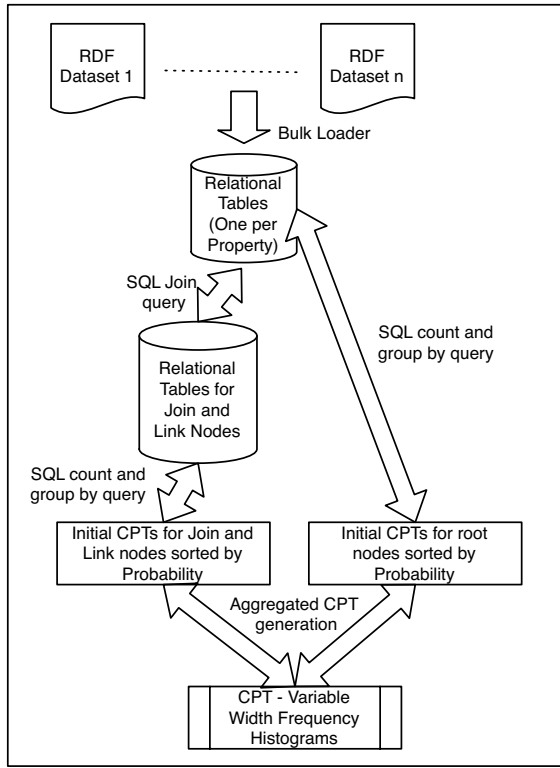 RDF
Dataset 1
RDF
Dataset n
Bulk Loader
Relational
Tables
(One per
Property)
SQL Join
query
SQL count and
group by query
Relational
Tables for
Join and
Link Nodes
SQL count and
group by query
Initial CPTs for Join and
Link nodes sorted by
Probability
Initial CPTs for root
nodes sorted by
Probability
Aggregated CPT
generation
CPT - Variable
Width Frequency
Histograms